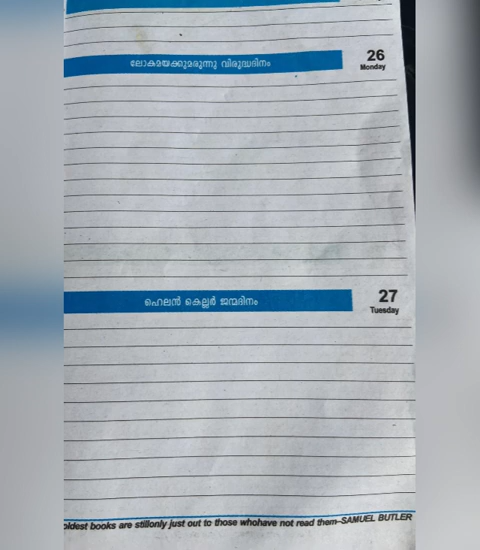 ലോകമയക്കുമരുന്നു വിരുദ്ധദിനം
26
Monday
ഹെലൻ കെല്ലർ ജന്മദിനം
27
Tuesday
oldest books are stillonly just out to those whohave not read them-SAMUEL BUTLER